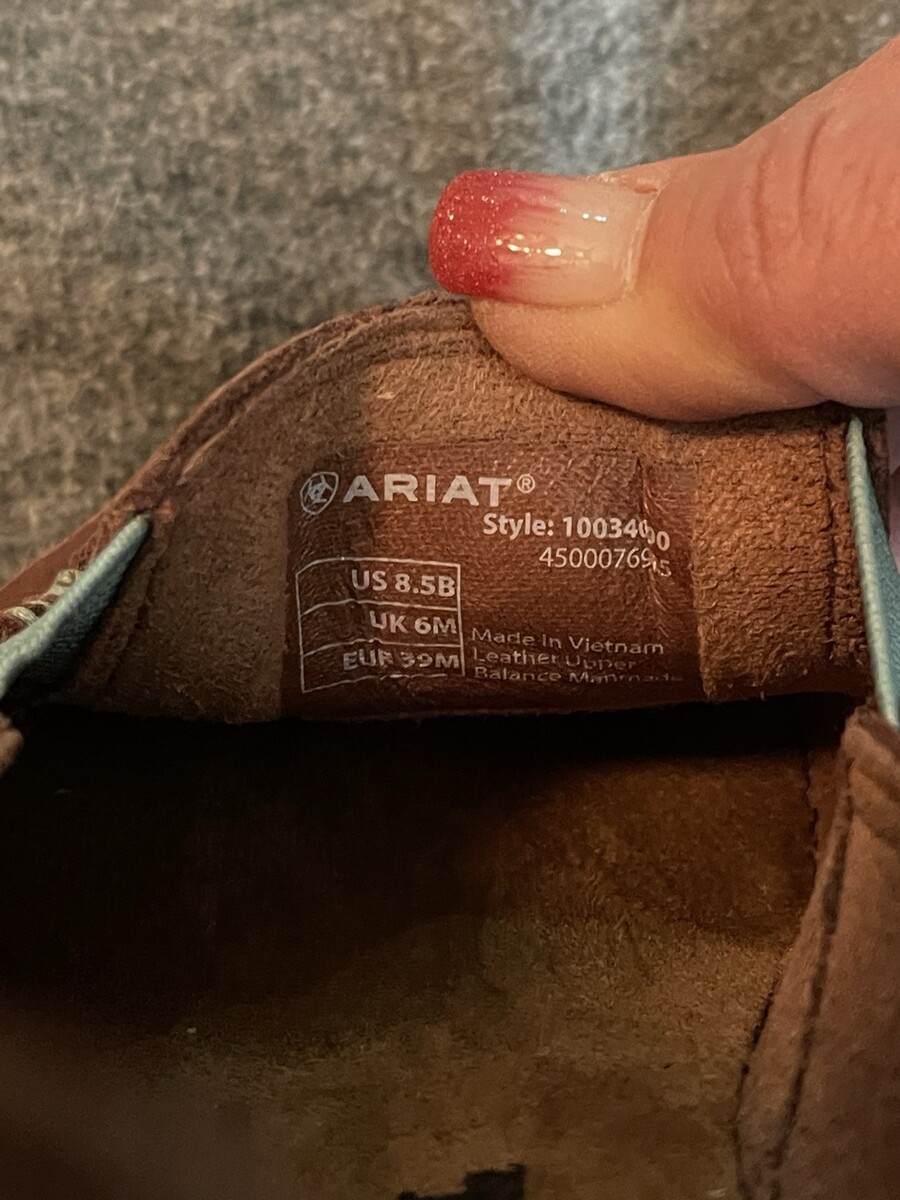 ARIAT®
Style:
US 8.5B
UK 6M
EUR 39M
Made in Vietnam
Leather Upper
Balance Manmade